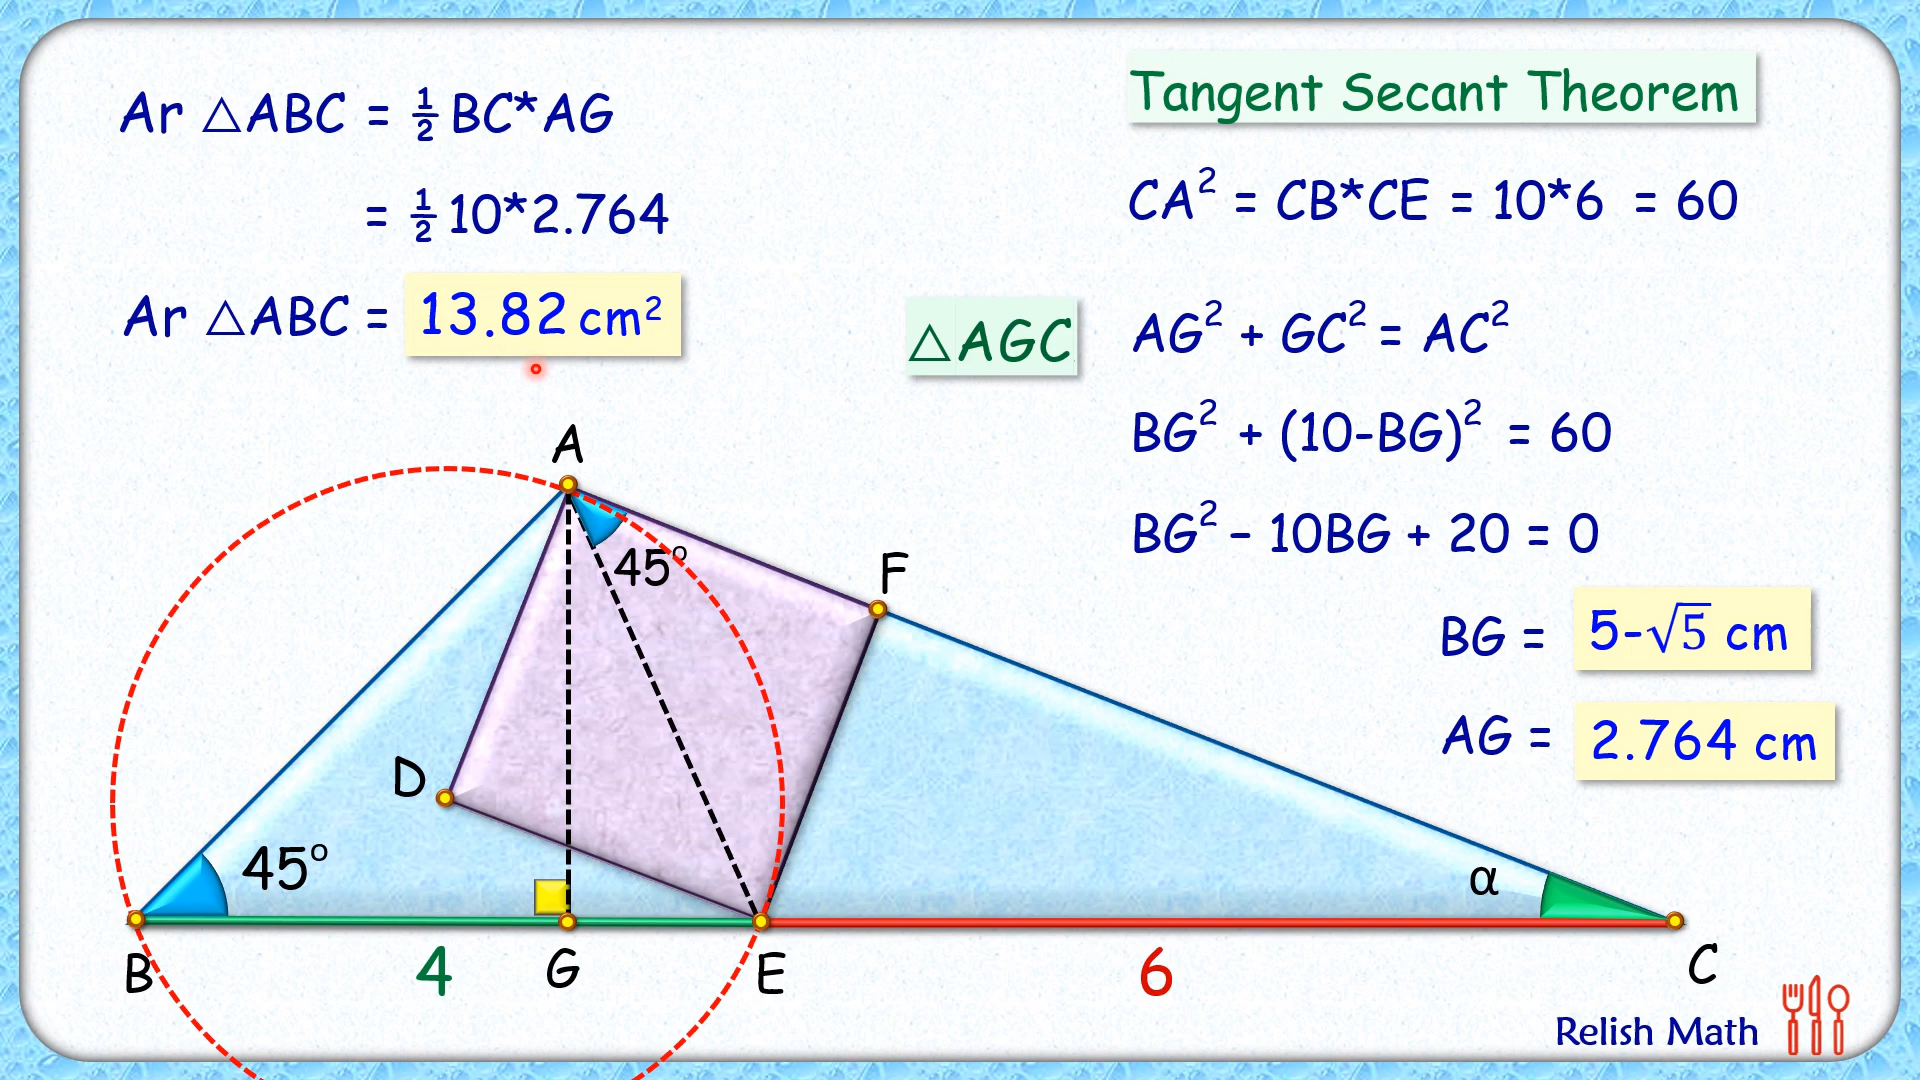 Ar △ABC = ½ BC*AG
= ½ 10*2.764
Ar △ABC = 13.82 cm²
Tangent Secant Theorem
CA² = CB*CE = 10*6 = 60
△AGC
AG² + GC² = AC²
BG² + (10-BG)² = 60
BG² – 10BG + 20 = 0
BG = 5-√5 cm
AG = 2.764 cm
A
45º
F
D
45º
α
B
4
G
E
6
C
Relish Math